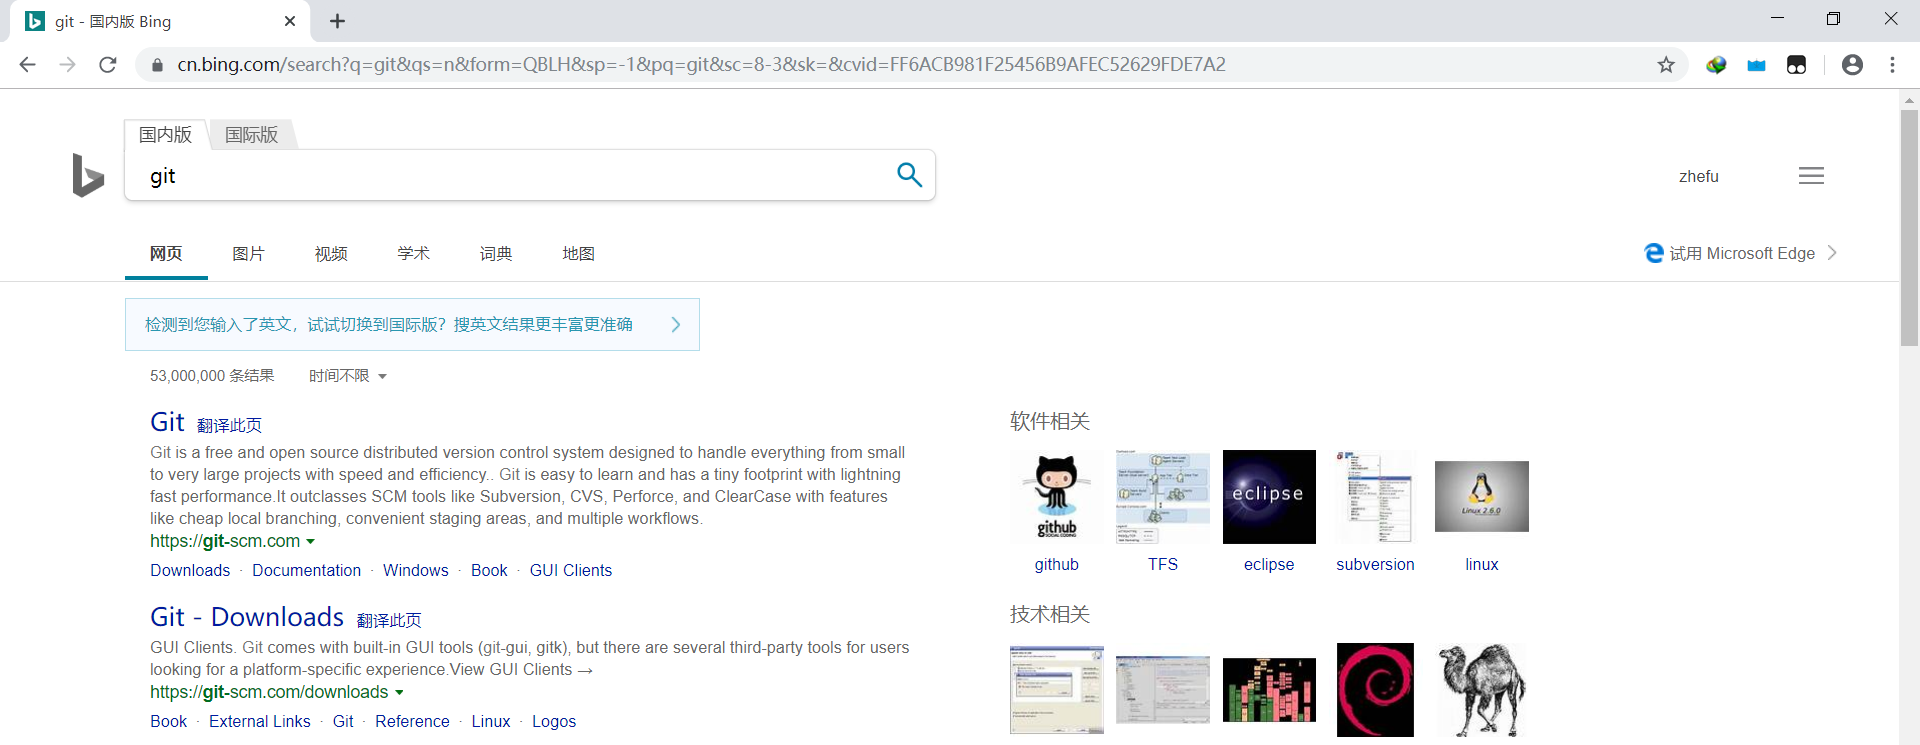 git - 国内版 Bing
cn.bing.com/search?q=git&qs=n&form=QBLH&sp=-1&pq=git&sc=8-3&sk=&cvid=FF6ACB981F25456B9AFEC52629FDE7A2
国内版 国际版
git
zhefu
网页 图片 视频 学术 词典 地图
试用 Microsoft Edge
检测到您输入了英文，试试切换到国际版？搜英文结果更丰富更准确
53,000,000 条结果 时间不限
Git 翻译此页
Git is a free and open source distributed version control system designed to handle everything from small
to very large projects with speed and efficiency.. Git is easy to learn and has a tiny footprint with lightning
fast performance.It outclasses SCM tools like Subversion, CVS, Perforce, and ClearCase with features
like cheap local branching, convenient staging areas, and multiple workflows.
https://git-scm.com
Downloads · Documentation · Windows · Book · GUI Clients
Git - Downloads 翻译此页
GUI Clients. Git comes with built-in GUI tools (git-gui, gitk), but there are several third-party tools for users
looking for a platform-specific experience.View GUI Clients →
https://git-scm.com/downloads
Book · External Links · Git · Reference · Linux · Logos
软件相关
github
SOCIAL CODING
eclipse
Linux 2.6.0
github TFS eclipse subversion linux
技术相关